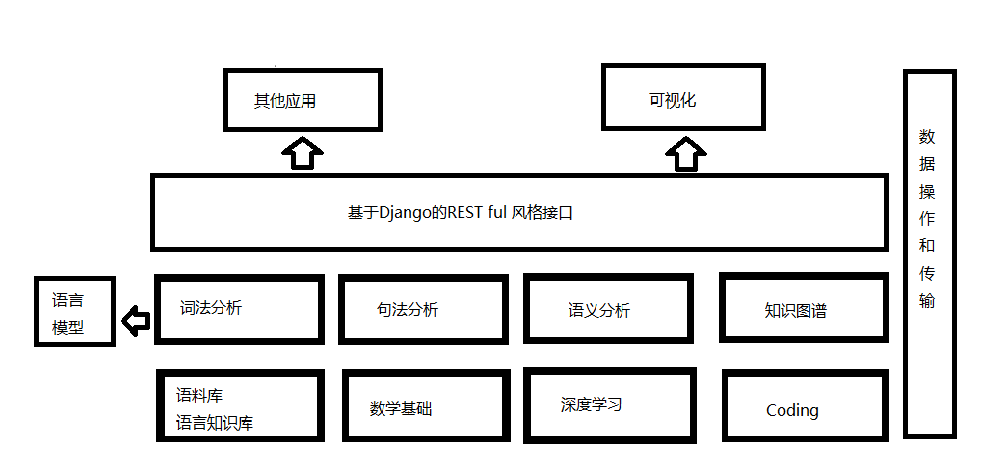 其他应用
可视化
基于Django的REST ful 风格接口
语言
模型
词法分析
句法分析
语义分析
知识图谱
语料库
语言知识库
数学基础
深度学习
Coding
数
据
操
作
和
传
输